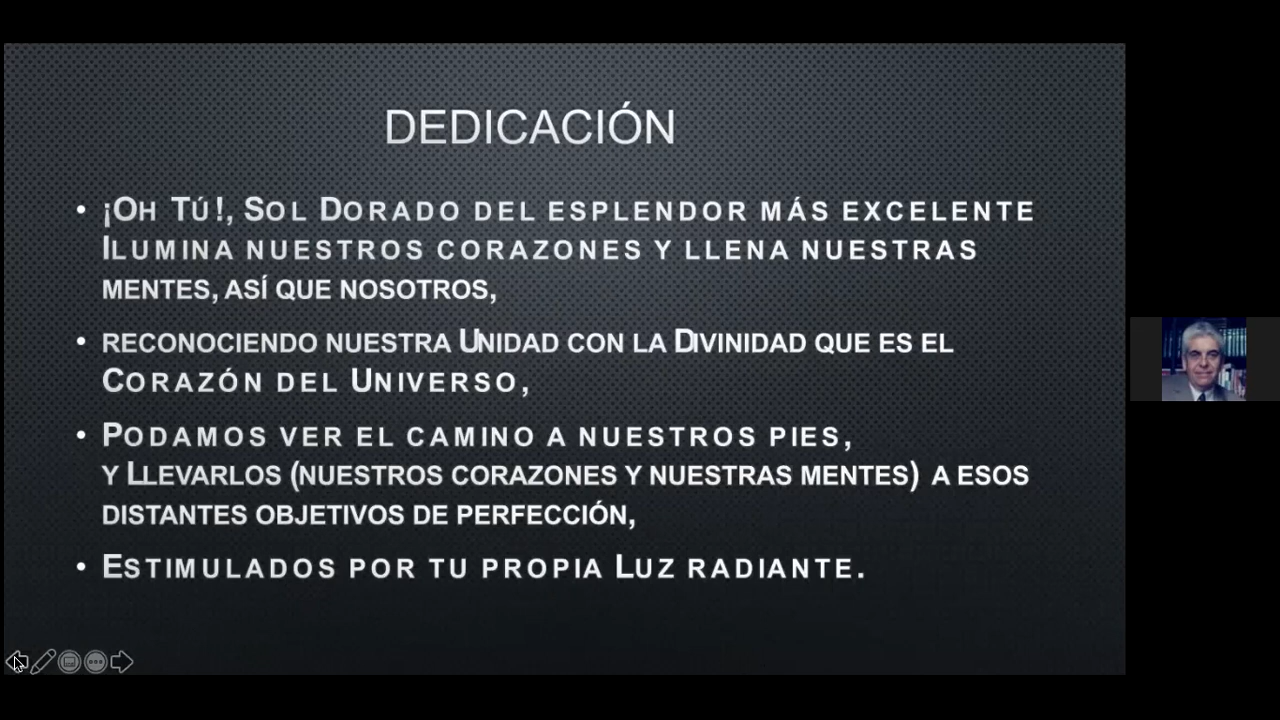 DEDICACIÓN
• ¡OH TÚ!, SOL DORADO DEL ESPLENDOR MÁS EXCELENTE
ILUMINA NUESTROS CORAZONES Y LLENA NUESTRAS
MENTES, ASÍ QUE NOSOTROS,
• RECONOCIENDO NUESTRA UNIDAD CON LA DIVINIDAD QUE ES EL
CORAZÓN DEL UNIVERSO,
• PODAMOS VER EL CAMINO A NUESTROS PIES,
Y LLEVARLOS (NUESTROS CORAZONES Y NUESTRAS MENTES) A ESOS
DISTANTES OBJETIVOS DE PERFECCIÓN,
• ESTIMULADOS POR TU PROPIA LUZ RADIANTE.